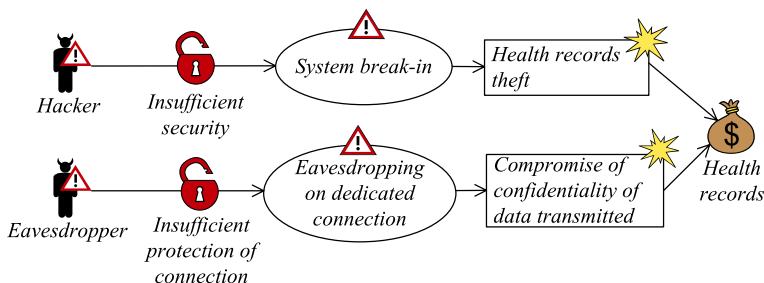 System break-in
Health records
theft
Hacker
Insufficient
security
$
Eavesdropping
on dedicated
connection
Compromise of
confidentiality of
data transmitted
Health
records
Eavesdropper
Insufficient
protection of
connection